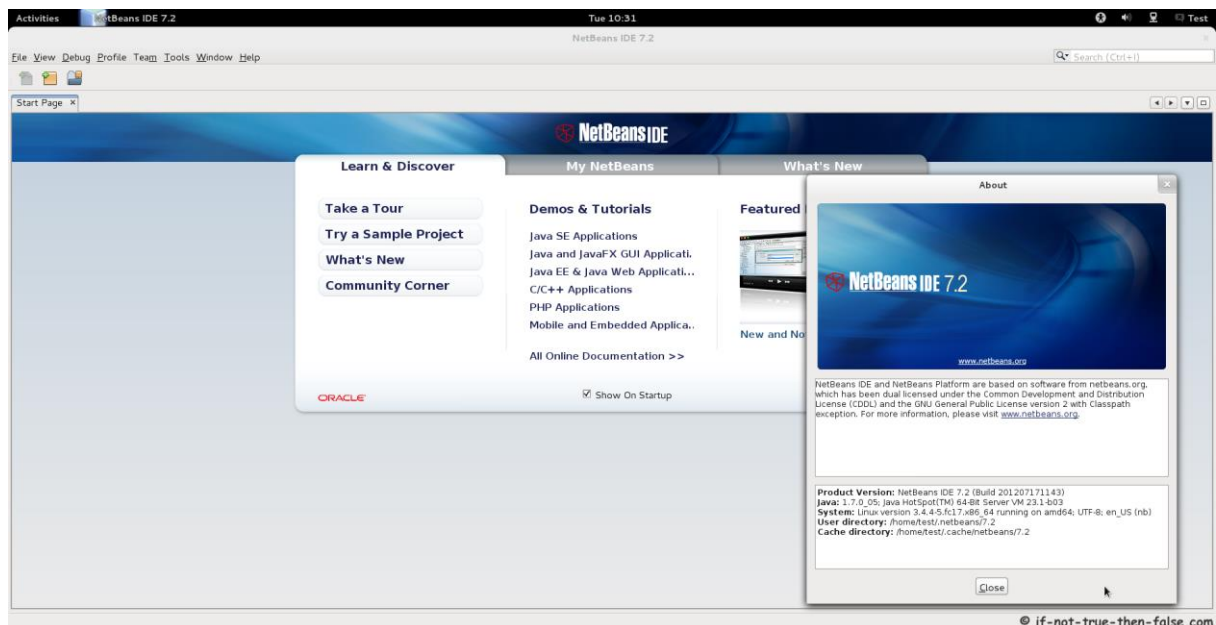 Activities NetBeans IDE 7.2 Tue 10:31 Test
NetBeans IDE 7.2
File View Debug Profile Team Tools Window Help Search (Ctrl+I)
Start Page
NetBeans IDE
Learn & Discover My NetBeans What's New
Take a Tour
Try a Sample Project
What's New
Community Corner
Demos & Tutorials
Java SE Applications
Java and JavaFX GUI Applicati.
Java EE & Java Web Applicati...
C/C++ Applications
PHP Applications
Mobile and Embedded Applica..
All Online Documentation >>
Featured
New and No
ORACLE
Show On Startup
About
NetBeans IDE 7.2
www.netbeans.org
NetBeans IDE and NetBeans Platform are based on software from netbeans.org,
which has been dual licensed under the Common Development and Distribution
License (CDDL) and the GNU General Public License version 2 with Classpath
exception. For more information, please visit www.netbeans.org.
Product Version: NetBeans IDE 7.2 (Build 201207171143)
Java: 1.7.0_05; Java HotSpot(TM) 64-Bit Server VM 23.1-b03
System: Linux version 3.4.4-5.fc17.x86_64 running on amd64; UTF-8; en_US (nb)
User directory: /home/test/.netbeans/7.2
Cache directory: /home/test/.cache/netbeans/7.2
Close
© if-not-true-then-false.com